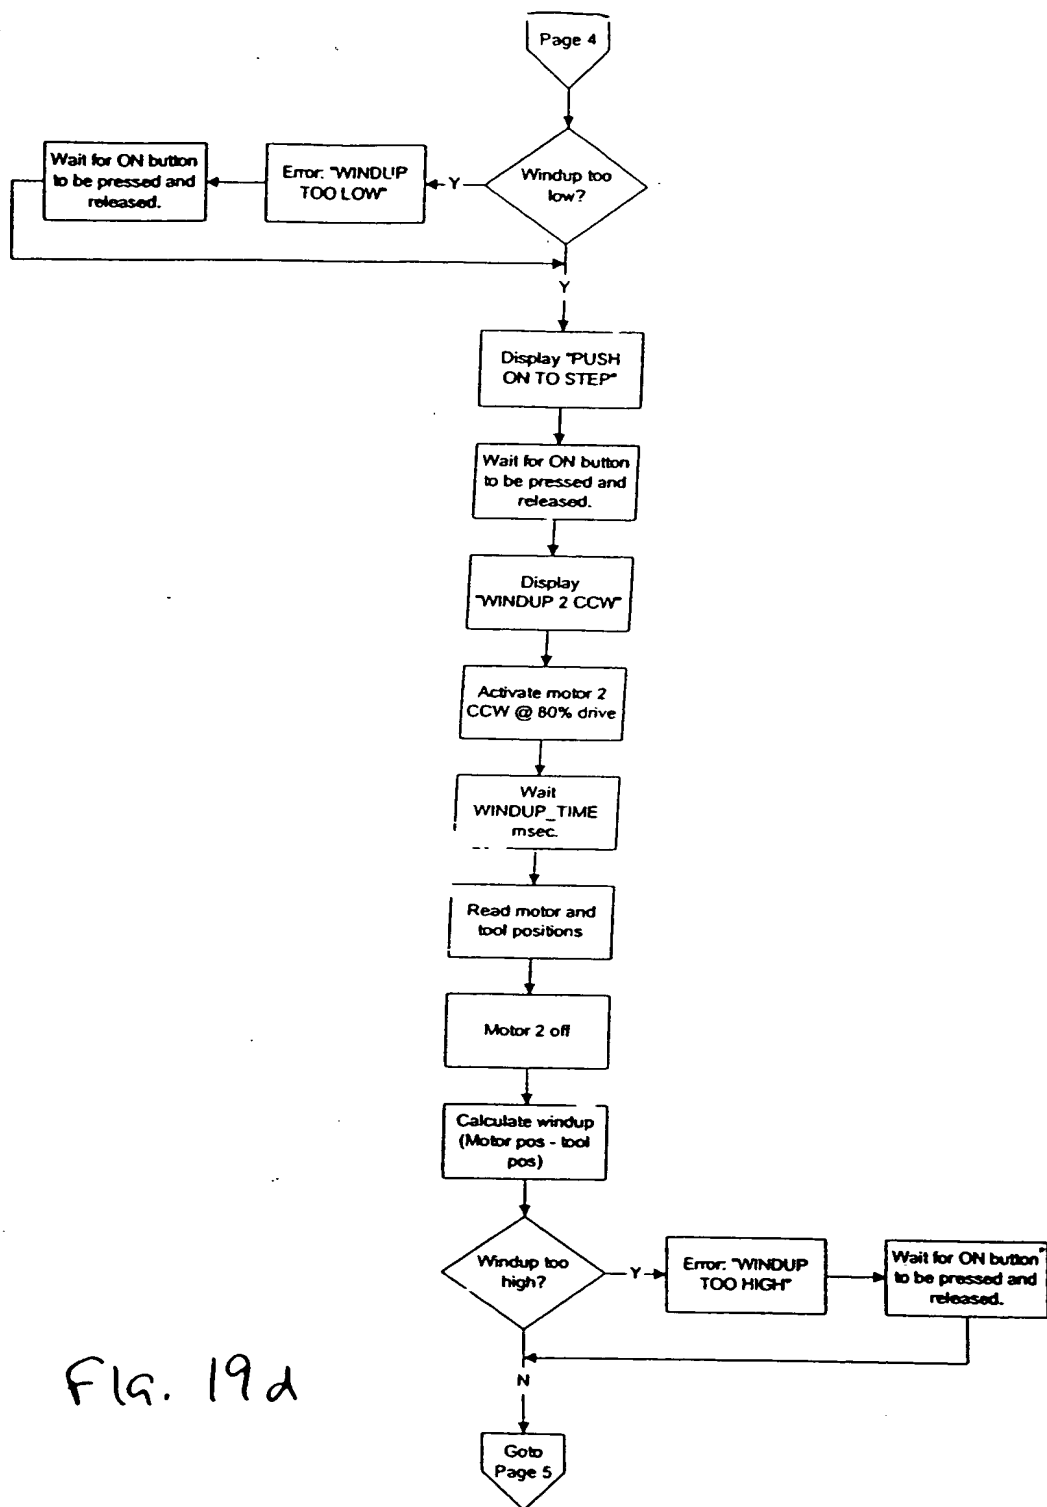 Page 4
Windup too
low?
Y
Error: "WINDUP
TOO LOW"
Wait for ON button
to be pressed and
released.
Y
Display "PUSH
ON TO STEP"
Wait for ON button
to be pressed and
released.
Display
"WINDUP 2 CCW"
Activate motor 2
CCW @ 80% drive
Wait
WINDUP_TIME
msec.
Read motor and
tool positions
Motor 2 off
Calculate windup
(Motor pos - tool
pos)
Windup too
high?
Y
Error: "WINDUP
TOO HIGH"
Wait for ON button
to be pressed and
released.
N
Goto
Page 5
FIG. 19d